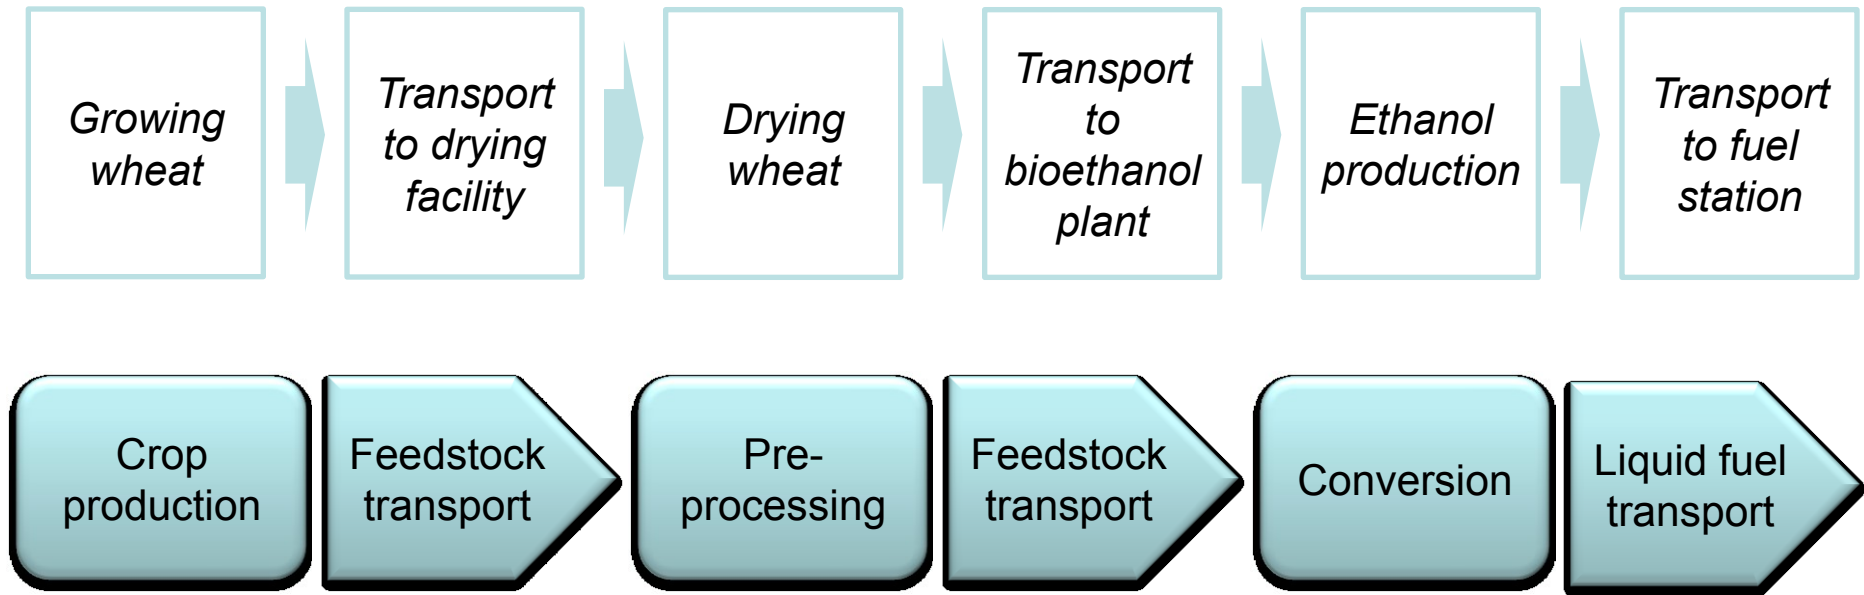 Growing
wheat
Transport
to drying
facility
Drying
wheat
Transport
to
bioethanol
plant
Ethanol
production
Transport
to fuel
station
Crop
production
Feedstock
transport
Pre-
processing
Feedstock
transport
Conversion
Liquid fuel
transport